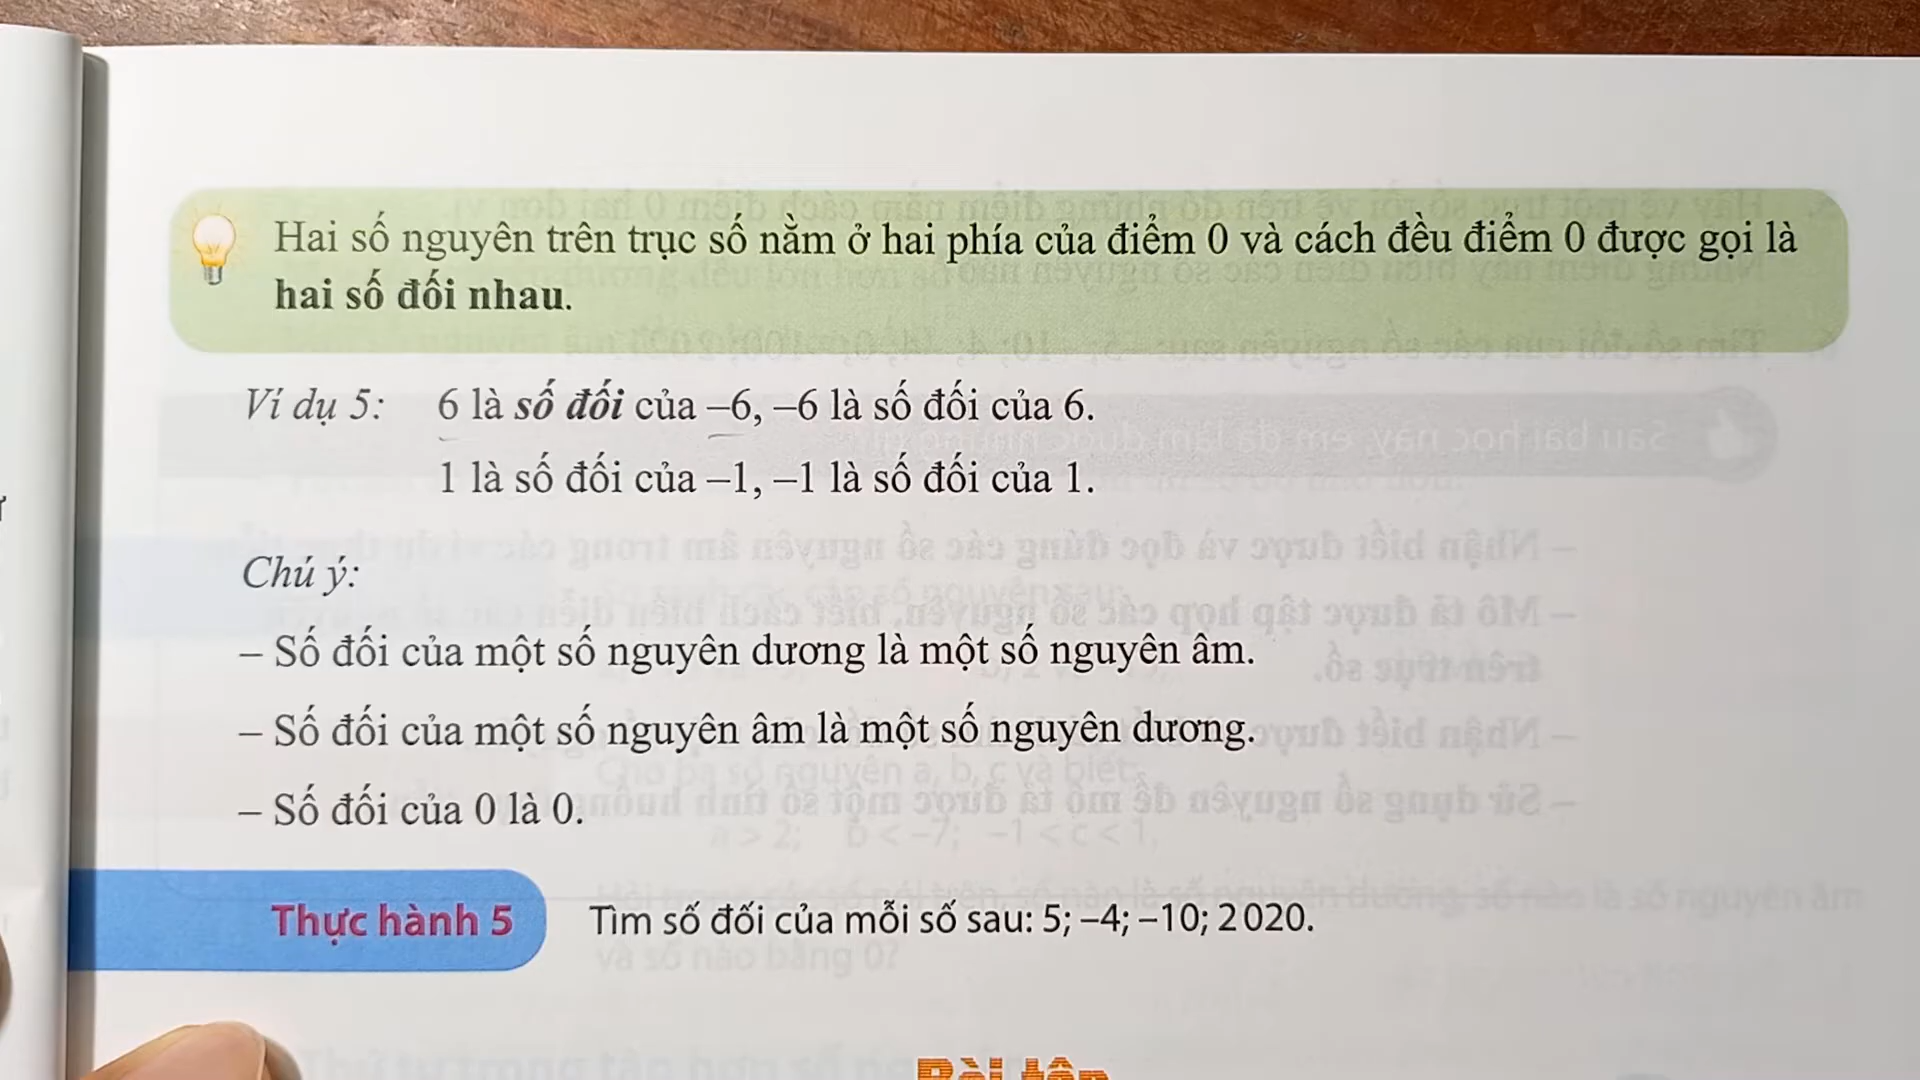 Hai số nguyên trên trục số nằm ở hai phía của điểm 0 và cách đều điểm 0 được gọi là
hai số đối nhau.
Ví dụ 5: 6 là số đối của –6, –6 là số đối của 6.
1 là số đối của –1, –1 là số đối của 1.
Chú ý:
– Số đối của một số nguyên dương là một số nguyên âm.
– Số đối của một số nguyên âm là một số nguyên dương.
– Số đối của 0 là 0.
Thực hành 5 Tìm số đối của mỗi số sau: 5; –4; –10; 2020.
Bài tập